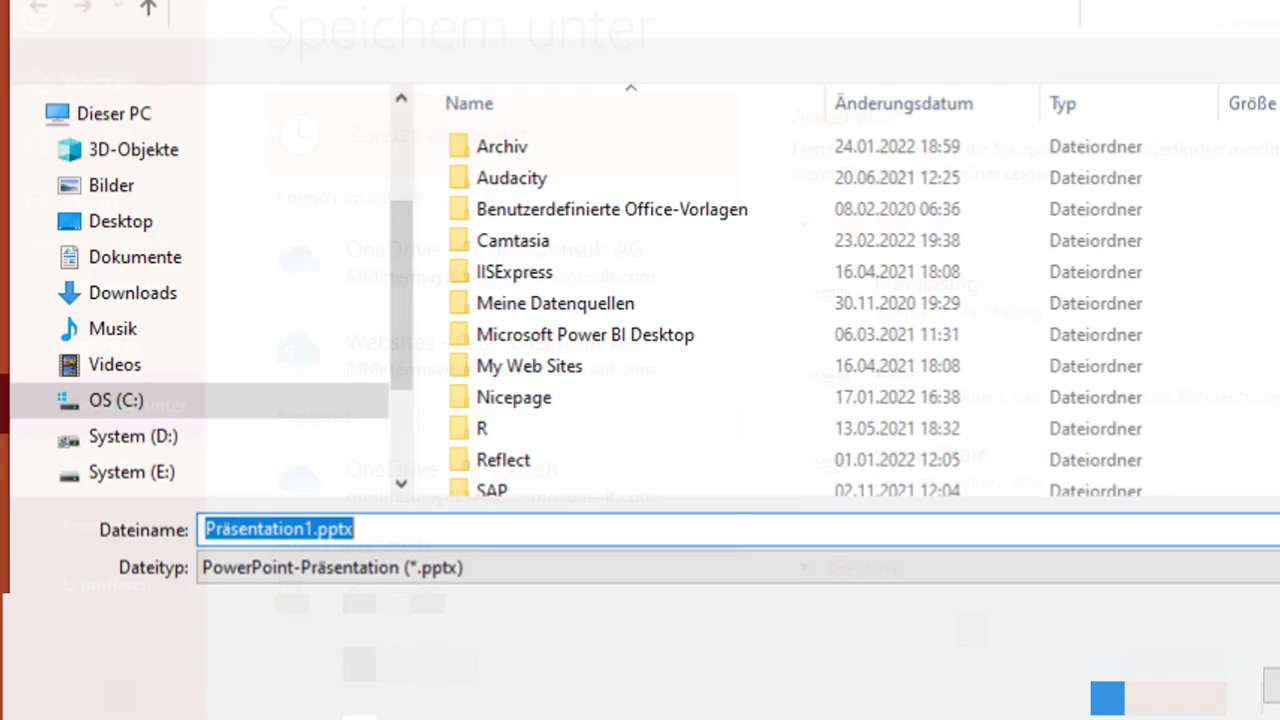 Speichern unter
Name Änderungsdatum Typ Größe
Dieser PC
3D-Objekte
Bilder
Desktop
Dokumente
Downloads
Musik
Videos
OS (C:)
System (D:)
System (E:)
Archiv 24.01.2022 18:59 Dateiordner
Audacity 20.06.2021 12:25 Dateiordner
Benutzerdefinierte Office-Vorlagen 08.02.2020 06:36 Dateiordner
Camtasia 23.02.2022 19:38 Dateiordner
IISExpress 16.04.2021 18:08 Dateiordner
Meine Datenquellen 30.11.2020 19:29 Dateiordner
Microsoft Power BI Desktop 06.03.2021 11:31 Dateiordner
My Web Sites 16.04.2021 18:08 Dateiordner
Nicepage 17.01.2022 16:38 Dateiordner
R 13.05.2021 18:32 Dateiordner
Reflect 01.01.2022 12:05 Dateiordner
SAP 02.11.2021 12:04 Dateiordner
Dateiname: Präsentation1.pptx
Dateityp: PowerPoint-Präsentation (*.pptx)
Gestern
Exportieren